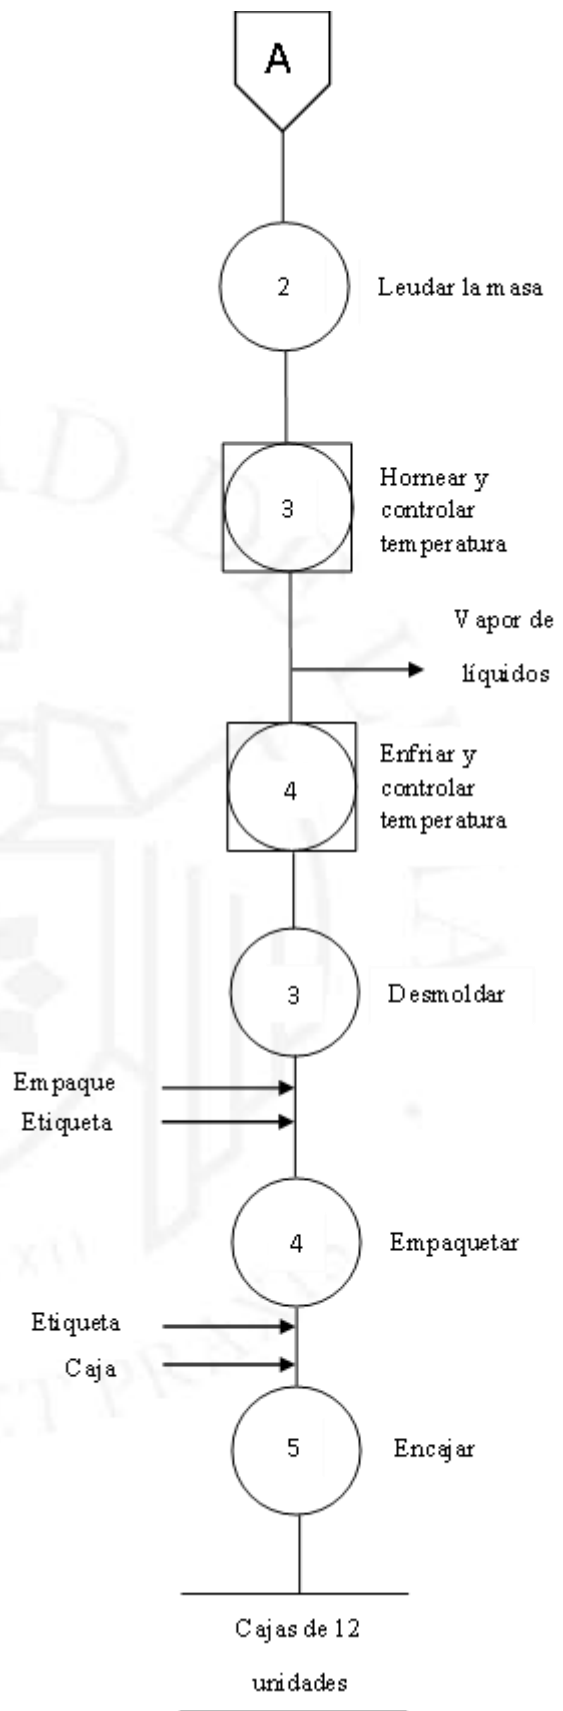 A
2
Leudar la masa
3
Hornear y
controlar
temperatura
Vapor de
líquidos
4
Enfriar y
controlar
temperatura
3
Desmoldar
Empaque
Etiqueta
4
Empaquetar
Etiqueta
Caja
5
Encajar
Cajas de 12
unidades